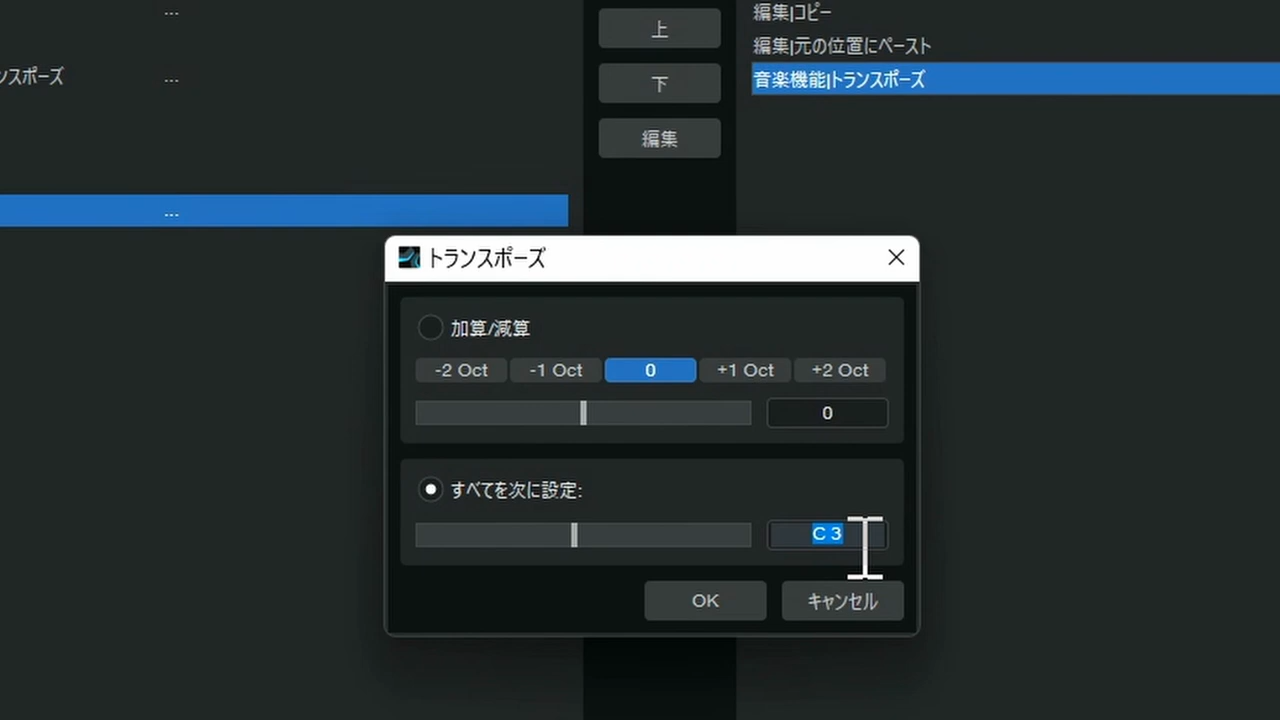 ...
ンスポーズ
...
...
上
下
編集
編集|コピー
編集|元の位置にペースト
音楽機能|トランスポーズ
トランスポーズ
加算/減算
-2 Oct -1 Oct 0 +1 Oct +2 Oct
0
すべてを次に設定:
C 3
OK キャンセル